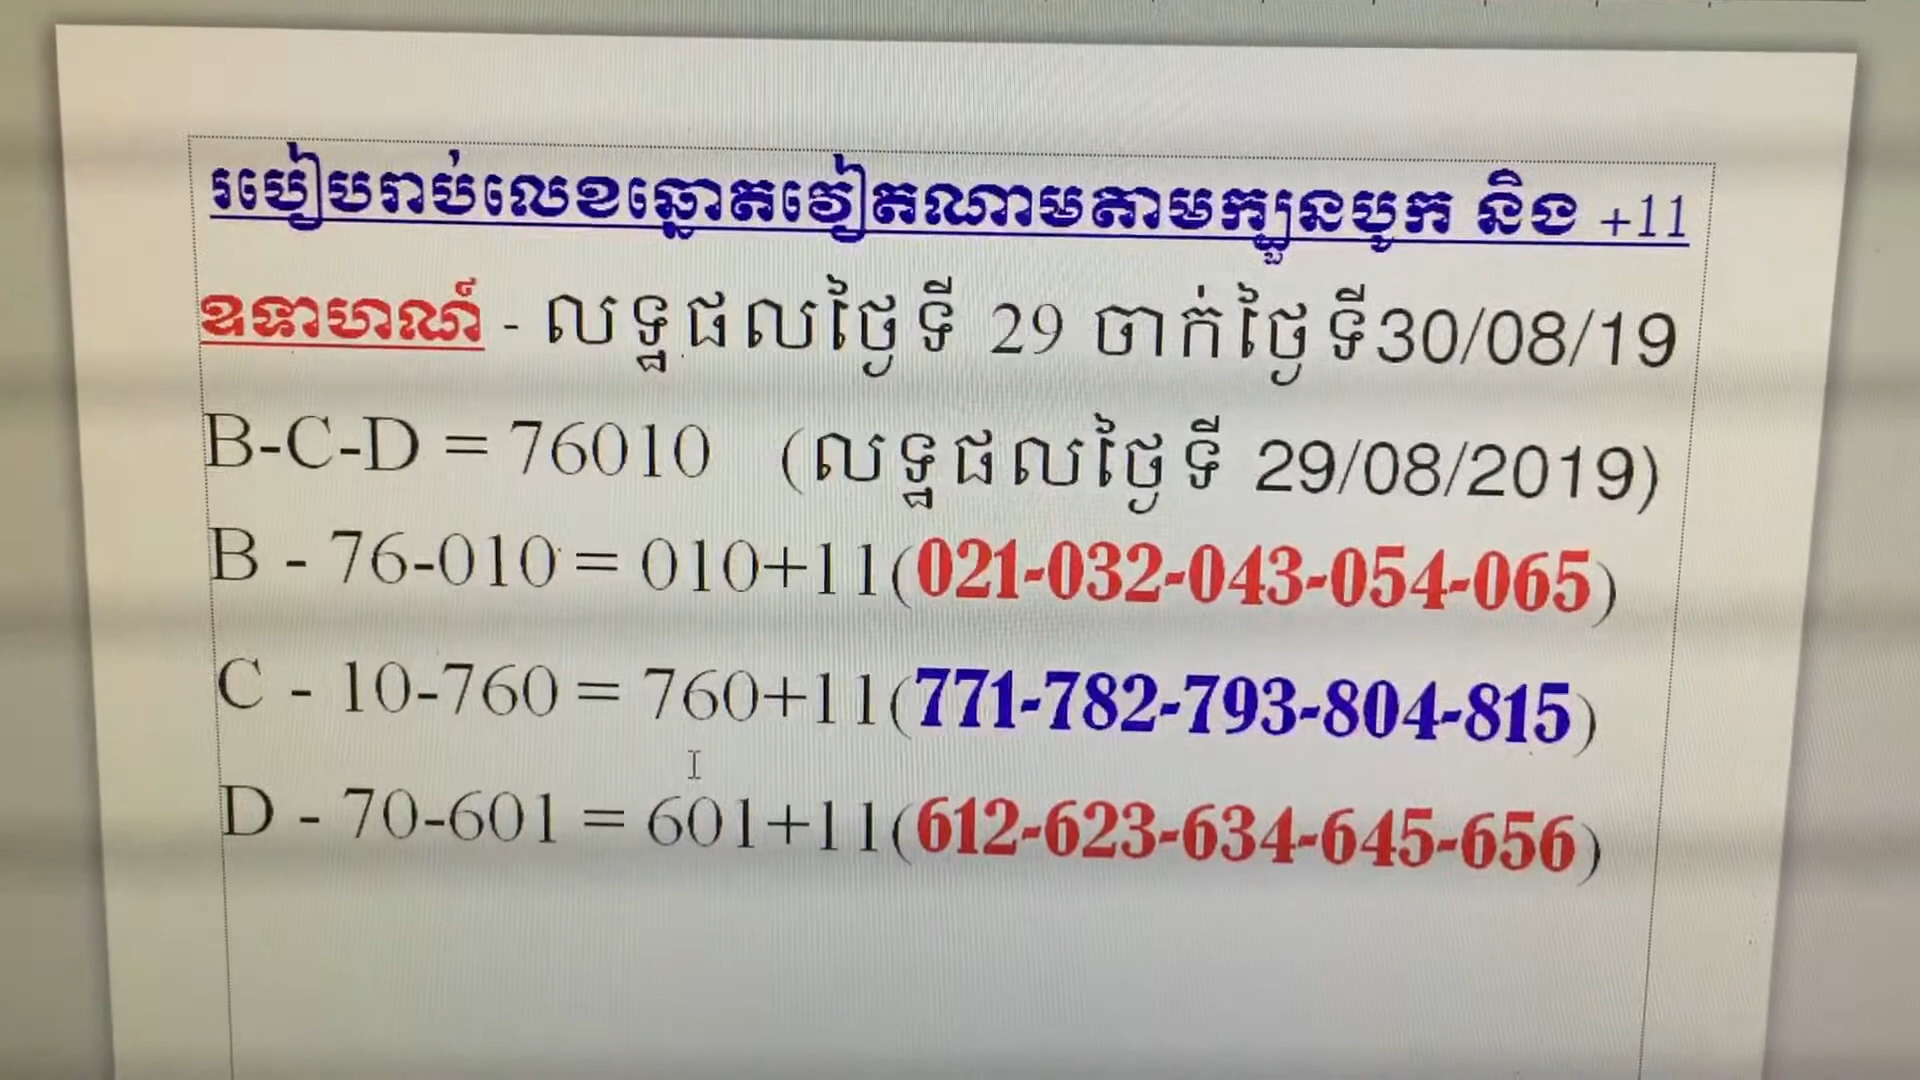 របៀបរាប់លេខឆ្នោតវៀតណាមតាមក្បួនបូក និង +11
ឧទាហណ៍ - លទ្ឋផលថ្ងៃទី 29 ចាក់ថ្ងៃទី30/08/19
B-C-D = 76010 (លទ្ឋផលថ្ងៃទី 29/08/2019)
B - 76-010 = 010+11(021-032-043-054-065)
C - 10-760 = 760+11(771-782-793-804-815)
D - 70-601 = 601+11(612-623-634-645-656)